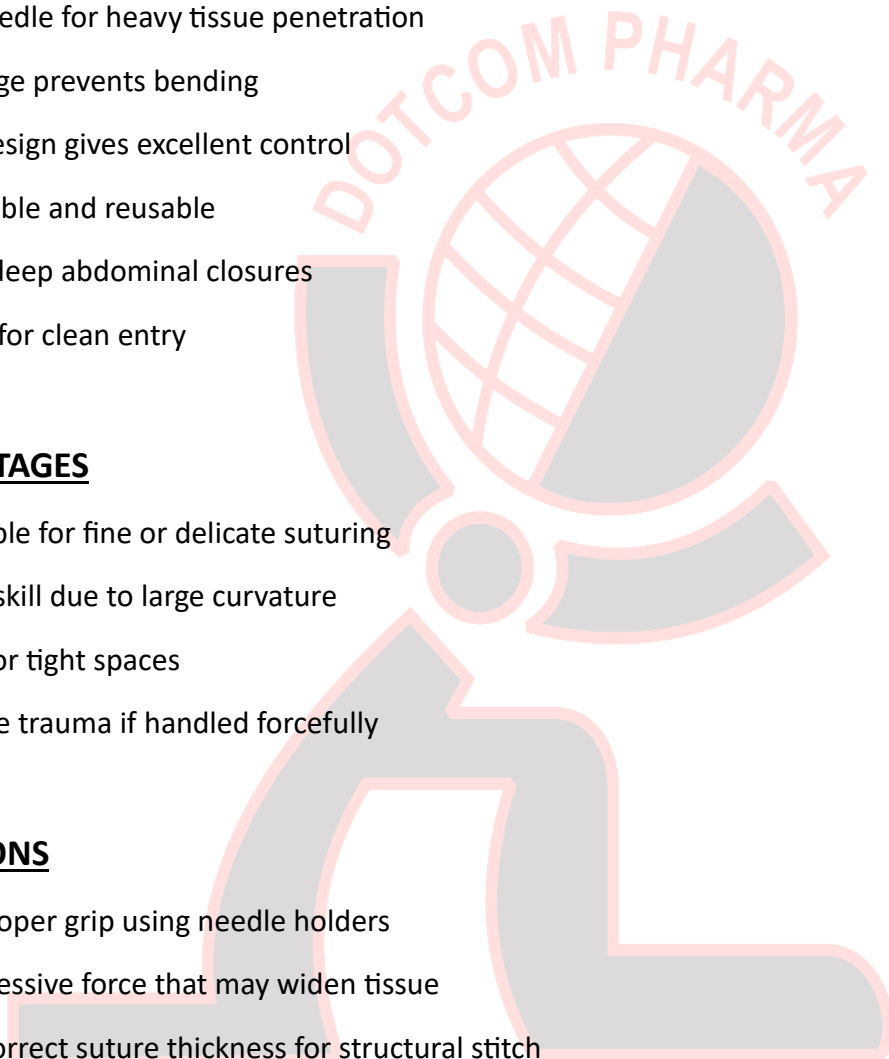 DOTCOM PHARMA
edle for heavy tissue penetration
ge prevents bending
esign gives excellent control
ble and reusable
deep abdominal closures
for clean entry
TAGES
ble for fine or delicate suturing
skill due to large curvature
or tight spaces
e trauma if handled forcefully
ONS
oper grip using needle holders
essive force that may widen tissue
orrect suture thickness for structural stitch